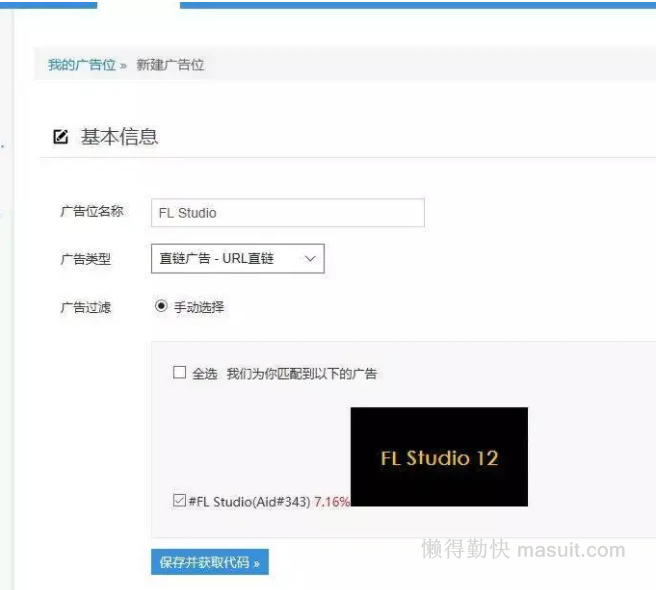 我的广告位 » 新建广告位
基本信息
广告位名称 FL Studio
广告类型 直链广告 - URL直链
广告过滤 手动选择
全选 我们为你匹配到以下的广告
FL Studio 12
#FL Studio(Aid#343) 7.16%
保存并获取代码 »
懒得勤快 masuit.com